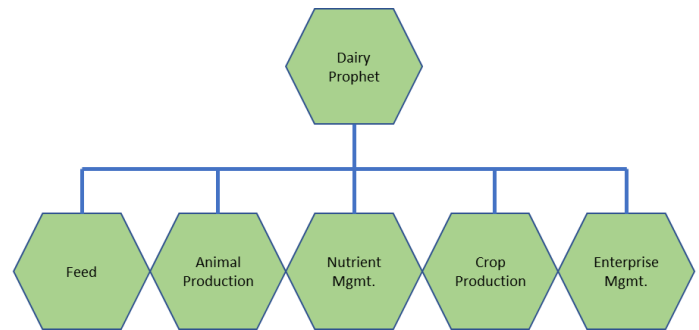 Dairy
Prophet
Feed
Animal
Production
Nutrient
Mgmt.
Crop
Production
Enterprise
Mgmt.